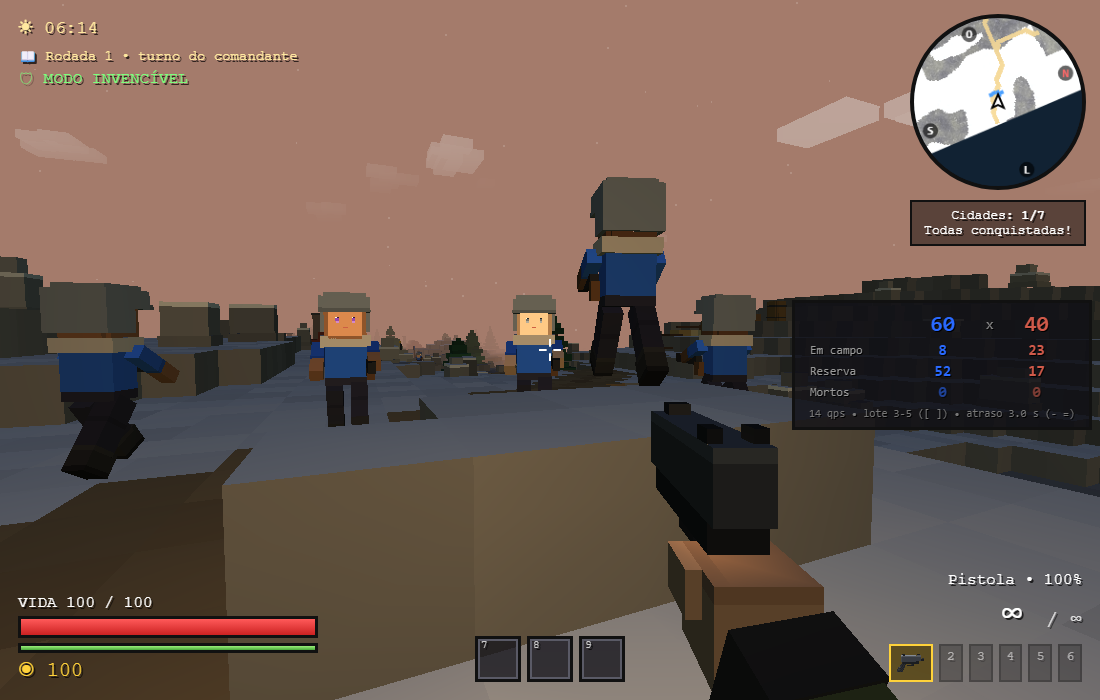 06:14
Rodada 1 • turno do comandante
MODO INVENCÍVEL
O
N
S
L
Cidades: 1/7
Todas conquistadas!
60 x 40
Em campo 8 23
Reserva 52 17
Mortos 0 0
14 qps • lote 3-5 ([ ]) • atraso 3.0 s (- =)
Pistola • 100%
∞ / ∞
VIDA 100 / 100
100
7 8 9
2 3 4 5 6